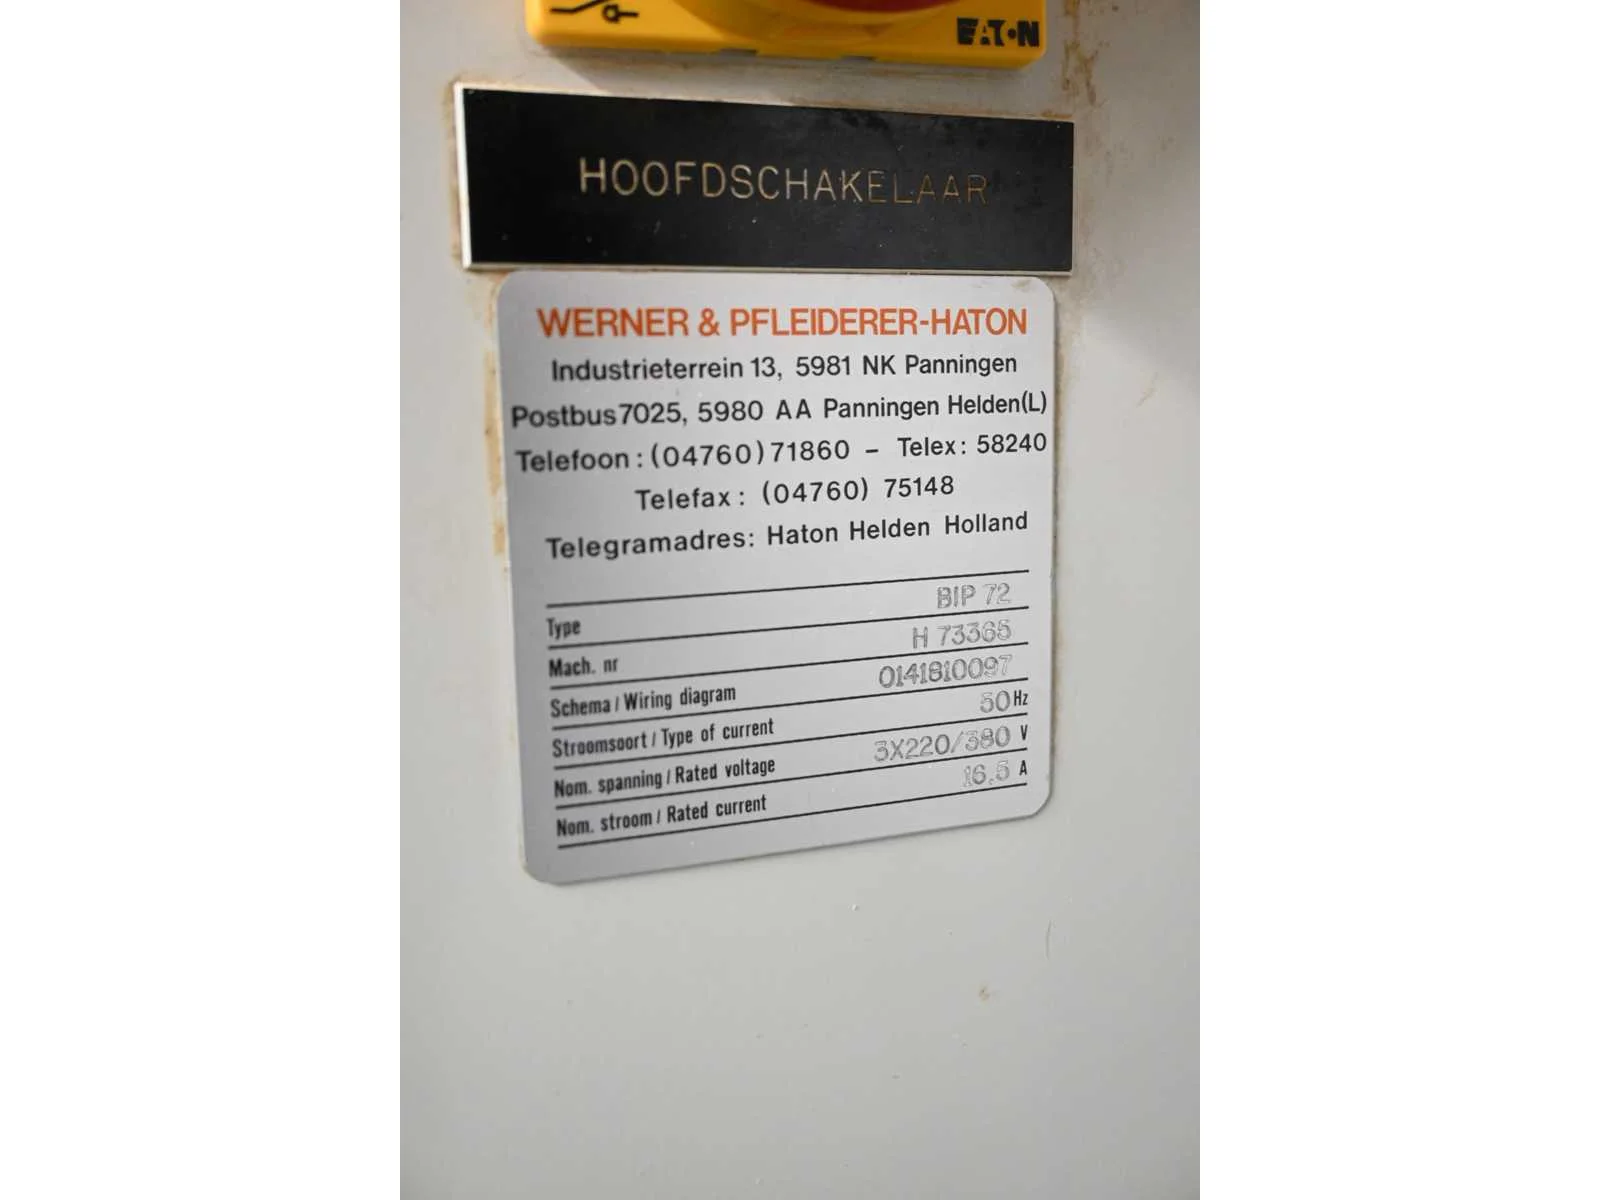 EATON
HOOFDSCHAKELAAR
WERNER & PFLEIDERER-HATON
Industrieterrein 13, 5981 NK Panningen
Postbus 7025, 5980 AA Panningen Helden (L)
Telefoon : (04760) 71860 – Telex : 58240
Telefax : (04760) 75148
Telegramadres: Haton Helden Holland
Type BIP 72
Mach. nr H 73365
Schema / Wiring diagram 0141810097
Stroomsoort / Type of current 50 Hz
Nom. spanning / Rated voltage 3X220/380 V
Nom. stroom / Rated current 16.5 A